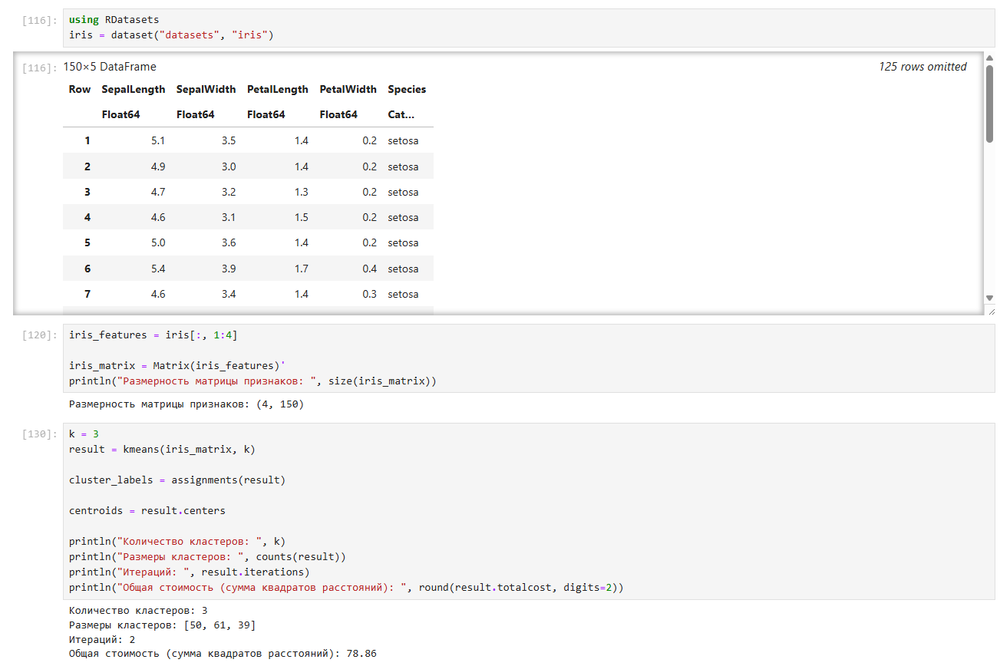 [116]: using RDatasets
iris = dataset("datasets", "iris")
[116]: 150×5 DataFrame 125 rows omitted
Row SepalLength SepalWidth PetalLength PetalWidth Species
Float64 Float64 Float64 Float64 Cat...
1 5.1 3.5 1.4 0.2 setosa
2 4.9 3.0 1.4 0.2 setosa
3 4.7 3.2 1.3 0.2 setosa
4 4.6 3.1 1.5 0.2 setosa
5 5.0 3.6 1.4 0.2 setosa
6 5.4 3.9 1.7 0.4 setosa
7 4.6 3.4 1.4 0.3 setosa
[120]: iris_features = iris[:, 1:4]
iris_matrix = Matrix(iris_features)'
println("Размерность матрицы признаков: ", size(iris_matrix))
Размерность матрицы признаков: (4, 150)
[130]: k = 3
result = kmeans(iris_matrix, k)
cluster_labels = assignments(result)
centroids = result.centers
println("Количество кластеров: ", k)
println("Размеры кластеров: ", counts(result))
println("Итераций: ", result.iterations)
println("Общая стоимость (сумма квадратов расстояний): ", round(result.totalcost, digits=2))
Количество кластеров: 3
Размеры кластеров: [50, 61, 39]
Итераций: 2
Общая стоимость (сумма квадратов расстояний): 78.86